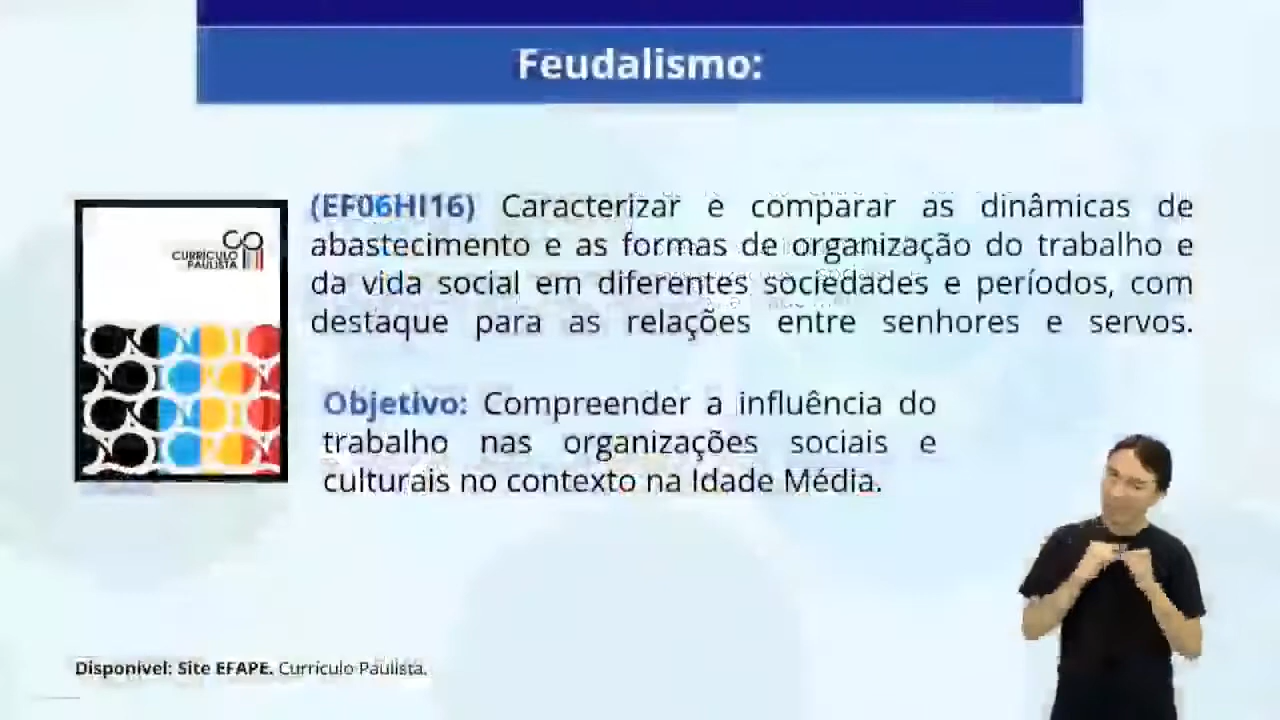 Feudalismo:
(EF06HI16) Caracterizar e comparar as dinâmicas de
abastecimento e as formas de organização do trabalho e
da vida social em diferentes sociedades e períodos, com
destaque para as relações entre senhores e servos.
CURRÍCULO
PAULISTA
Objetivo: Compreender a influência do
trabalho nas organizações sociais e
culturais no contexto na Idade Média.
Disponível: Site EFAPE. Currículo Paulista.